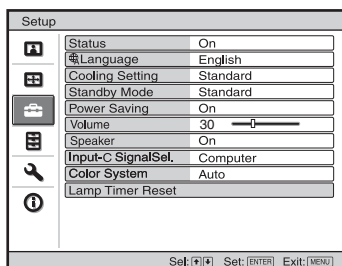 Setup
Status On
Language English
Cooling Setting Standard
Standby Mode Standard
Power Saving On
Volume 30
Speaker On
Input-C SignalSel. Computer
Color System Auto
Lamp Timer Reset
Sel: Set: ENTER Exit: MENU